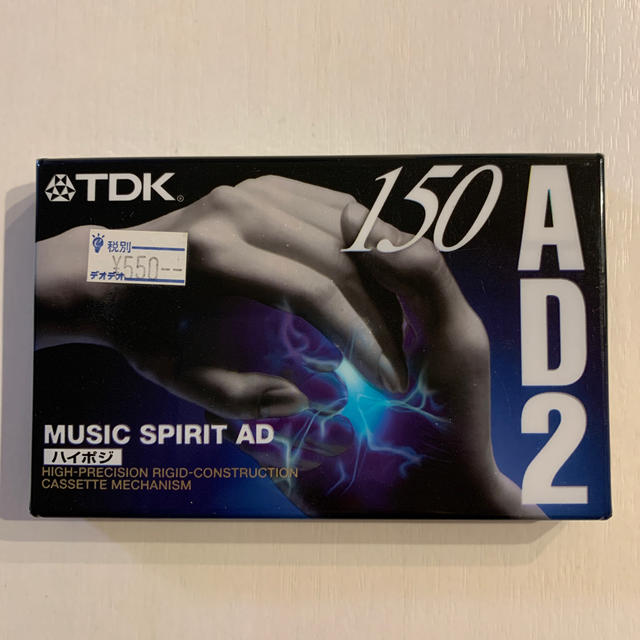 TDK
150
AD2
税別
¥550--
デオデオ
MUSIC SPIRIT AD
ハイポジ
HIGH-PRECISION RIGID-CONSTRUCTION
CASSETTE MECHANISM